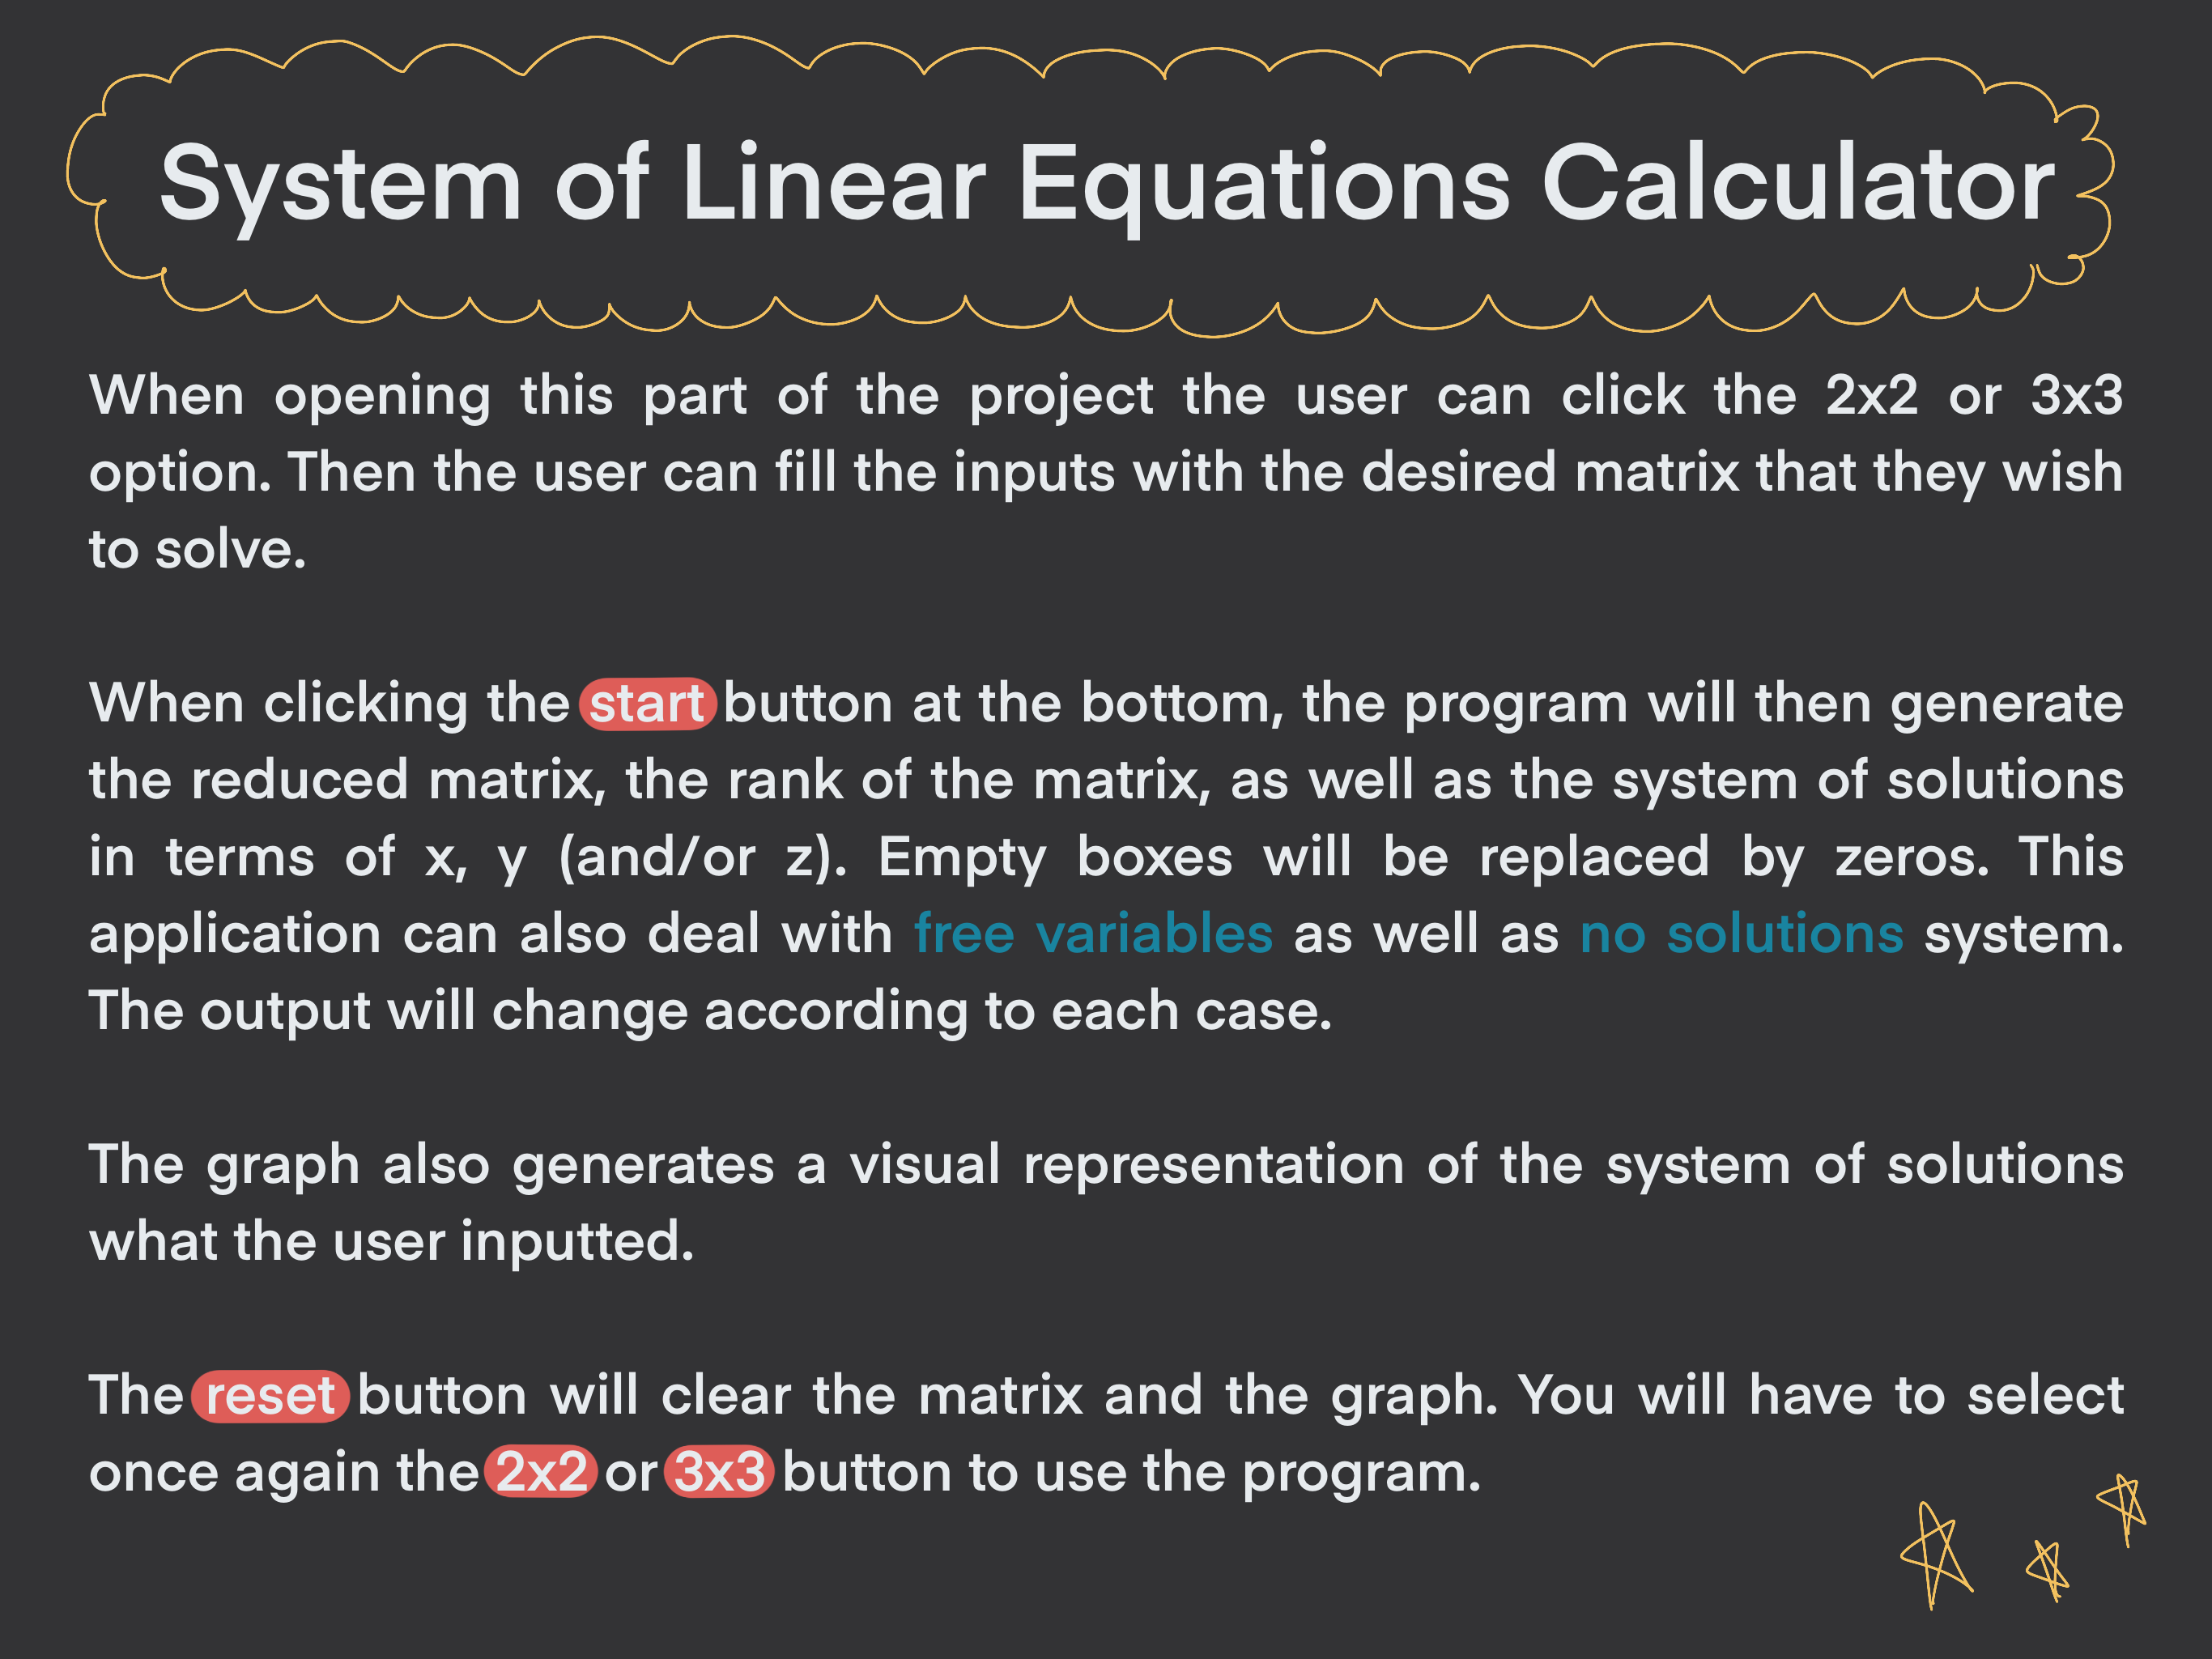 System of Linear Equations Calculator
When opening this part of the project the user can click the 2x2 or 3x3
option. Then the user can fill the inputs with the desired matrix that they wish
to solve.
When clicking the start button at the bottom, the program will then generate
the reduced matrix, the rank of the matrix, as well as the system of solutions
in terms of x, y (and/or z). Empty boxes will be replaced by zeros. This
application can also deal with free variables as well as no solutions system.
The output will change according to each case.
The graph also generates a visual representation of the system of solutions
what the user inputted.
The reset button will clear the matrix and the graph. You will have to select
once again the 2x2 or 3x3 button to use the program.